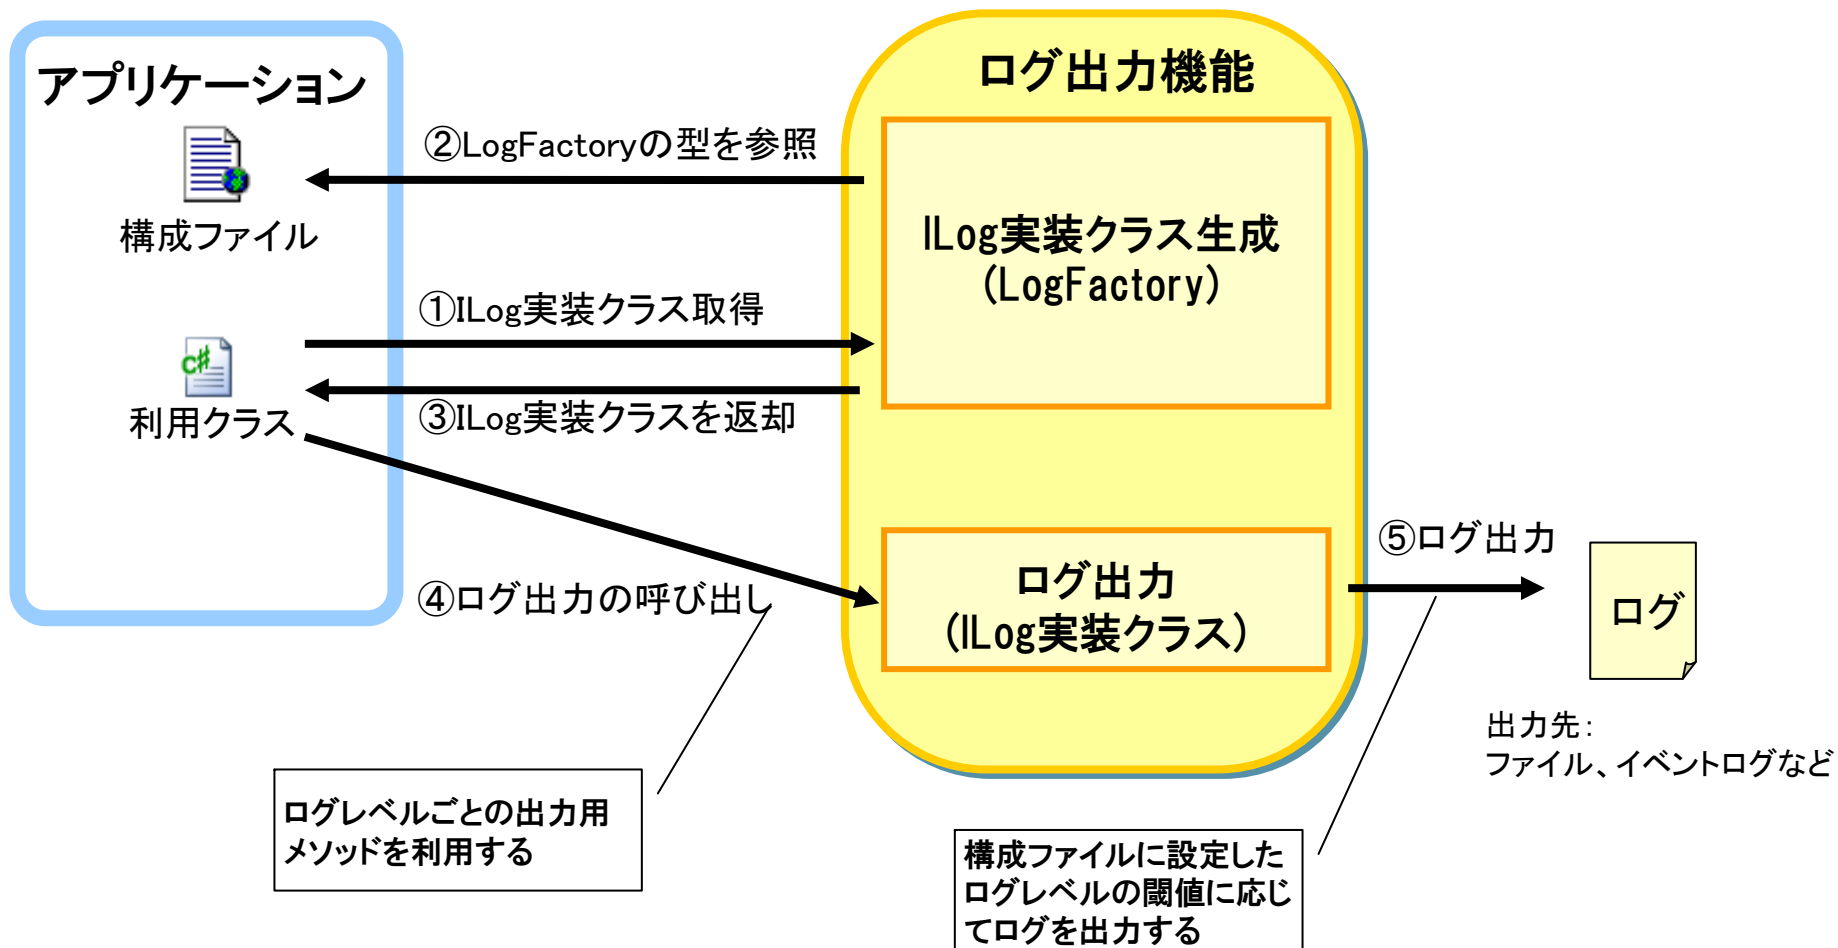 アプリケーション
構成ファイル
C#
利用クラス
②LogFactoryの型を参照
①ILog実装クラス取得
③ILog実装クラスを返却
④ログ出力の呼び出し
ログレベルごとの出力用
メソッドを利用する
ログ出力機能
ILog実装クラス生成
(LogFactory)
ログ出力
(ILog実装クラス)
⑤ログ出力
ログ
出力先:
ファイル、イベントログなど
構成ファイルに設定した
ログレベルの閾値に応じ
てログを出力する